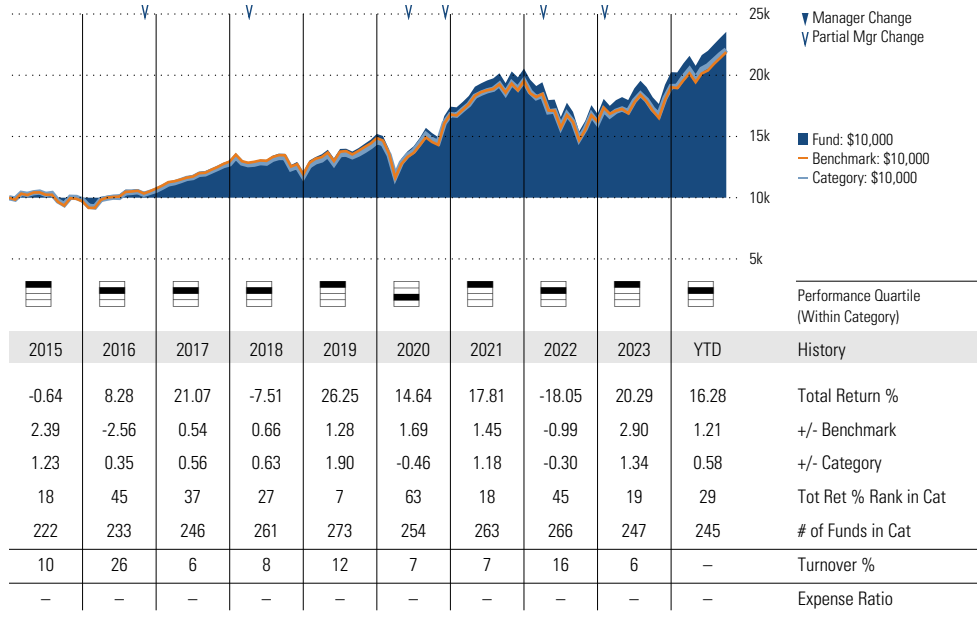 25k
▼ Manager Change
V Partial Mgr Change
20k
15k
Fund: $10,000
Benchmark: $10,000
Category: $10,000
10k
5k
Performance Quartile
(Within Category)
2015 2016 2017 2018 2019 2020 2021 2022 2023 YTD History
-0.64 8.28 21.07 -7.51 26.25 14.64 17.81 -18.05 20.29 16.28 Total Return %
2.39 -2.56 0.54 0.66 1.28 1.69 1.45 -0.99 2.90 1.21 +/- Benchmark
1.23 0.35 0.56 0.63 1.90 -0.46 1.18 -0.30 1.34 0.58 +/- Category
18 45 37 27 7 63 18 45 19 29 Tot Ret % Rank in Cat
222 233 246 261 273 254 263 266 247 245 # of Funds in Cat
10 26 6 8 12 7 7 16 6 – Turnover %
– – – – – – – – – – Expense Ratio